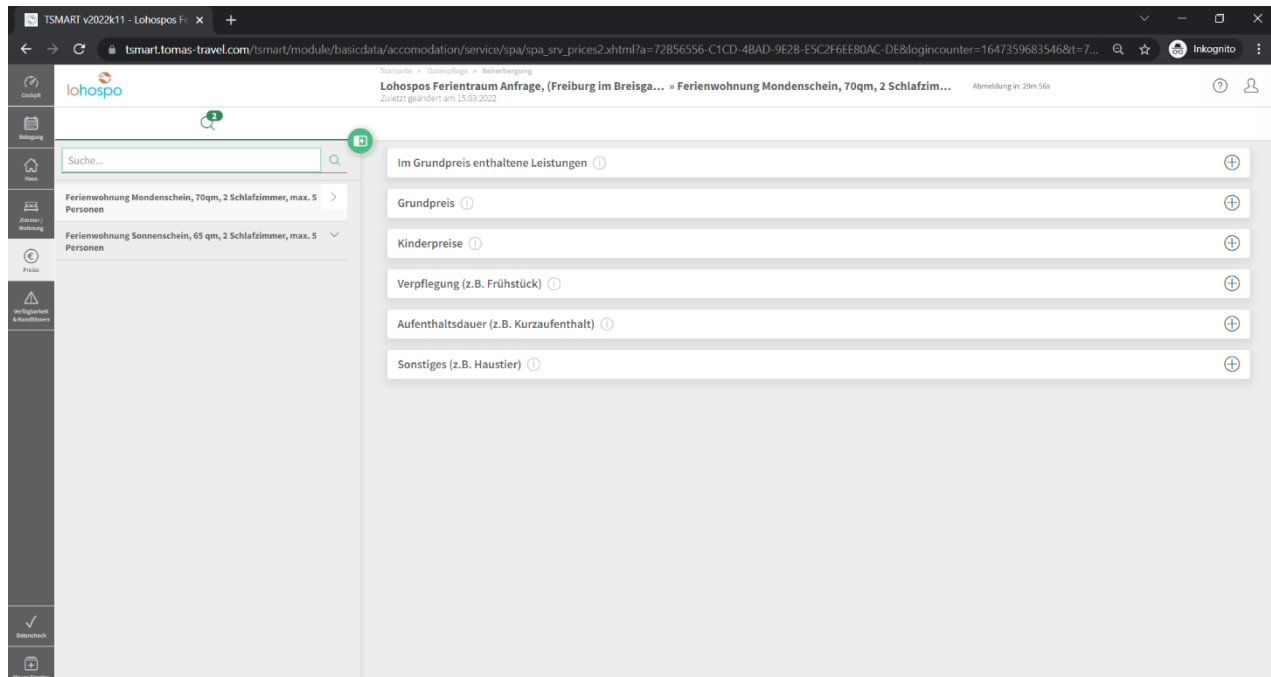 TSMART v2022k11 - Lohospos Fe
tsmart.tomas-travel.com/tsmart/module/basicdata/accomodation/service/spa/spa_srv_prices2.xhtml?a=72B56556-C1CD-4BAD-9E2B-E5C2F6EE80AC-DE&logincounter=1647359683546&t=7...
Inkognito
Cockpit
lohospo
Startseite » Datenpflege » Beherbergung
Lohospos Ferientraum Anfrage, (Freiburg im Breisga... » Ferienwohnung Mondenschein, 70qm, 2 Schlafzim...
Abmeldung in: 29m 56s
Zuletzt geändert am 15.03.2022
Belegung
2
Haus
Suche...
Zimmer /
Wohnung
Ferienwohnung Mondenschein, 70qm, 2 Schlafzimmer, max. 5
Personen
Ferienwohnung Sonnenschein, 65 qm, 2 Schlafzimmer, max. 5
Personen
Preise
Verfügbarkeit
& Konditionen
Im Grundpreis enthaltene Leistungen
Grundpreis
Kinderpreise
Verpflegung (z.B. Frühstück)
Aufenthaltsdauer (z.B. Kurzaufenthalt)
Sonstiges (z.B. Haustier)
Datencheck